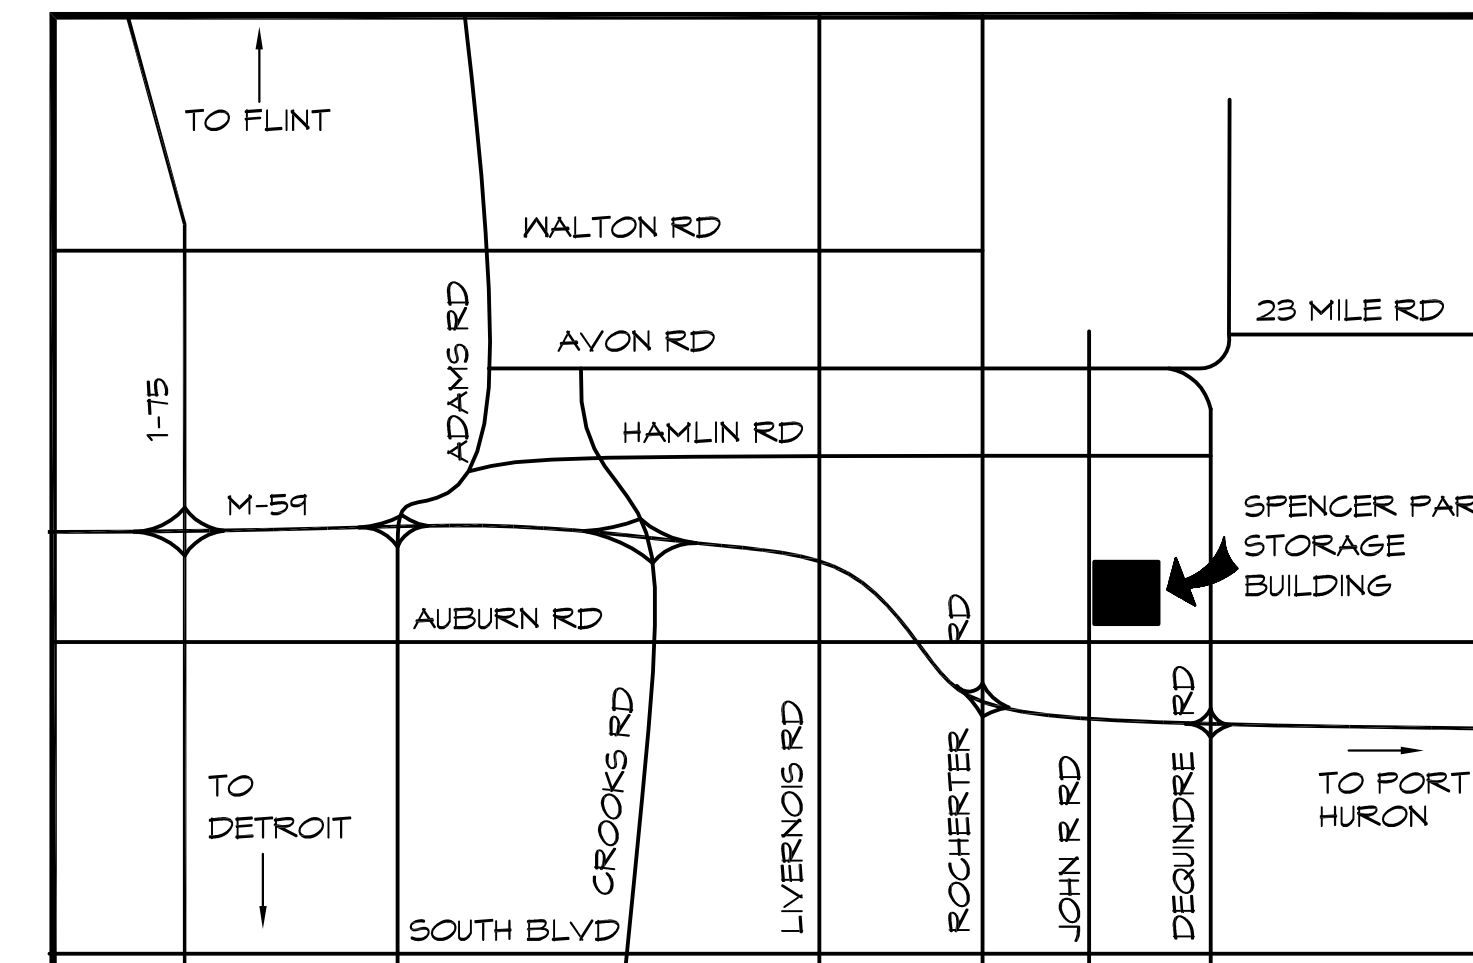 TO FLINT
WALTON RD
ADAMS RD
23 MILE RD
AVON RD
1-75
HAMLIN RD
M-59
SPENCER PAR
STORAGE
BUILDING
AUBURN RD
ROCHERTER RD
CROOKS RD
LIVERNOIS RD
JOHN R RD
DEQUINDRE RD
TO
DETROIT
TO PORT
HURON
SOUTH BLVD